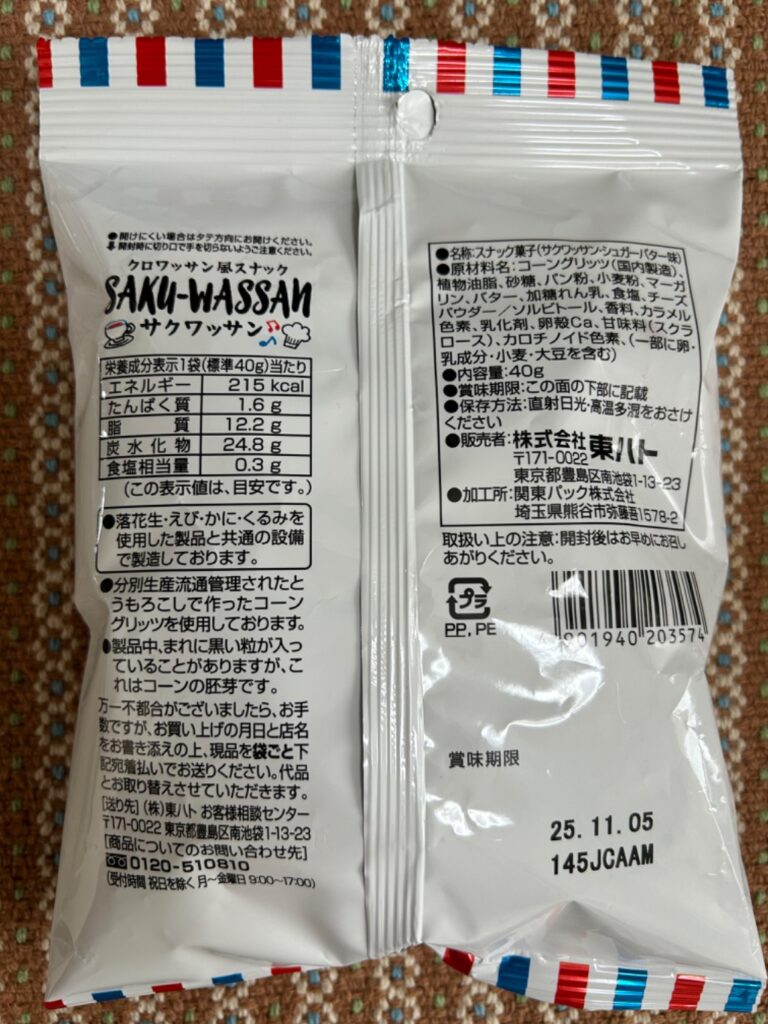 ●開けにくい場合はタテ方向にお開けください。
●開封時に切り口で手を切らないようご注意ください。
クロワッサン風スナック
SAKU-WASSAN
サクワッサン
栄養成分表示1袋(標準40g)当たり
エネルギー 215 kcal
たんぱく質 1.6 g
脂質 12.2 g
炭水化物 24.8 g
食塩相当量 0.3 g
(この表示値は、目安です。)
●落花生・えび・かに・くるみを
使用した製品と共通の設備
で製造しております。
●分別生産流通管理されたと
うもろこしで作ったコーン
グリッツを使用しております。
●製品中、まれに黒い粒が入っ
ていることがありますが、こ
れはコーンの胚芽です。
万一不都合がございましたら、お手
数ですが、お買い上げの月日と店名
をお書き添えの上、現品を袋ごと下
記宛着払いでお送りください。代品
とお取り替えさせていただきます。
[送り先](株)東ハト お客様相談センター
〒171-0022 東京都豊島区南池袋1-13-23
[商品についてのお問い合わせ先]
0120-510810
(受付時間 祝日を除く 月～金曜日 9:00～17:00)
●名称:スナック菓子(サクワッサン・シュガーバター味)
●原材料名:コーングリッツ(国内製造)、
植物油脂、砂糖、パン粉、小麦粉、マーガ
リン、バター、加糖れん乳、食塩、チーズ
パウダー/ソルビトール、香料、カラメル
色素、乳化剤、卵殻Ca、甘味料(スクラ
ロース)、カロチノイド色素、(一部に卵・
乳成分・小麦・大豆を含む)
●内容量:40g
●賞味期限:この面の下部に記載
●保存方法:直射日光・高温多湿をおさけ
ください
●販売者:株式会社東ハト
〒171-0022
東京都豊島区南池袋1-13-23
●加工所:関東パック株式会社
埼玉県熊谷市弥藤吾1578-2
取扱い上の注意:開封後はお早めにお召し
あがりください。
プラ
PP,PE
4 901940 203574
賞味期限
25.11.05
145JCAAM